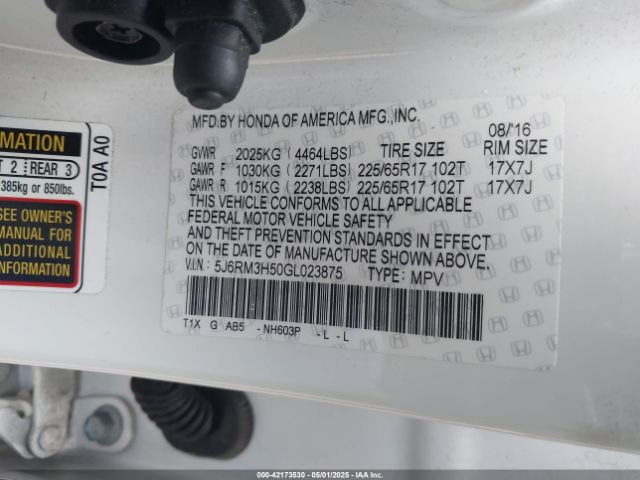 MFD.BY HONDA OF AMERICA MFG.,INC. 08/'16
GVWR 2025KG (4464LBS) TIRE SIZE RIM SIZE
GAWR F 1030KG (2271LBS) 225/65R17 102T 17X7J
GAWR R 1015KG (2238LBS) 225/65R17 102T 17X7J
THIS VEHICLE CONFORMS TO ALL APPLICABLE
FEDERAL MOTOR VEHICLE SAFETY
AND THEFT PREVENTION STANDARDS IN EFFECT
ON THE DATE OF MANUFACTURE SHOWN ABOVE.
V.I.N.: 5J6RM3H50GL023875 TYPE: MPV
T1X G AB5 -NH603P -L -L
MATION
T 2 REAR 3
385kg or 850lbs.
SEE OWNER'S
MANUAL FOR
ADDITIONAL
INFORMATION
T0A A0
000-42173530 - 05/01/2025 - IAA Inc.